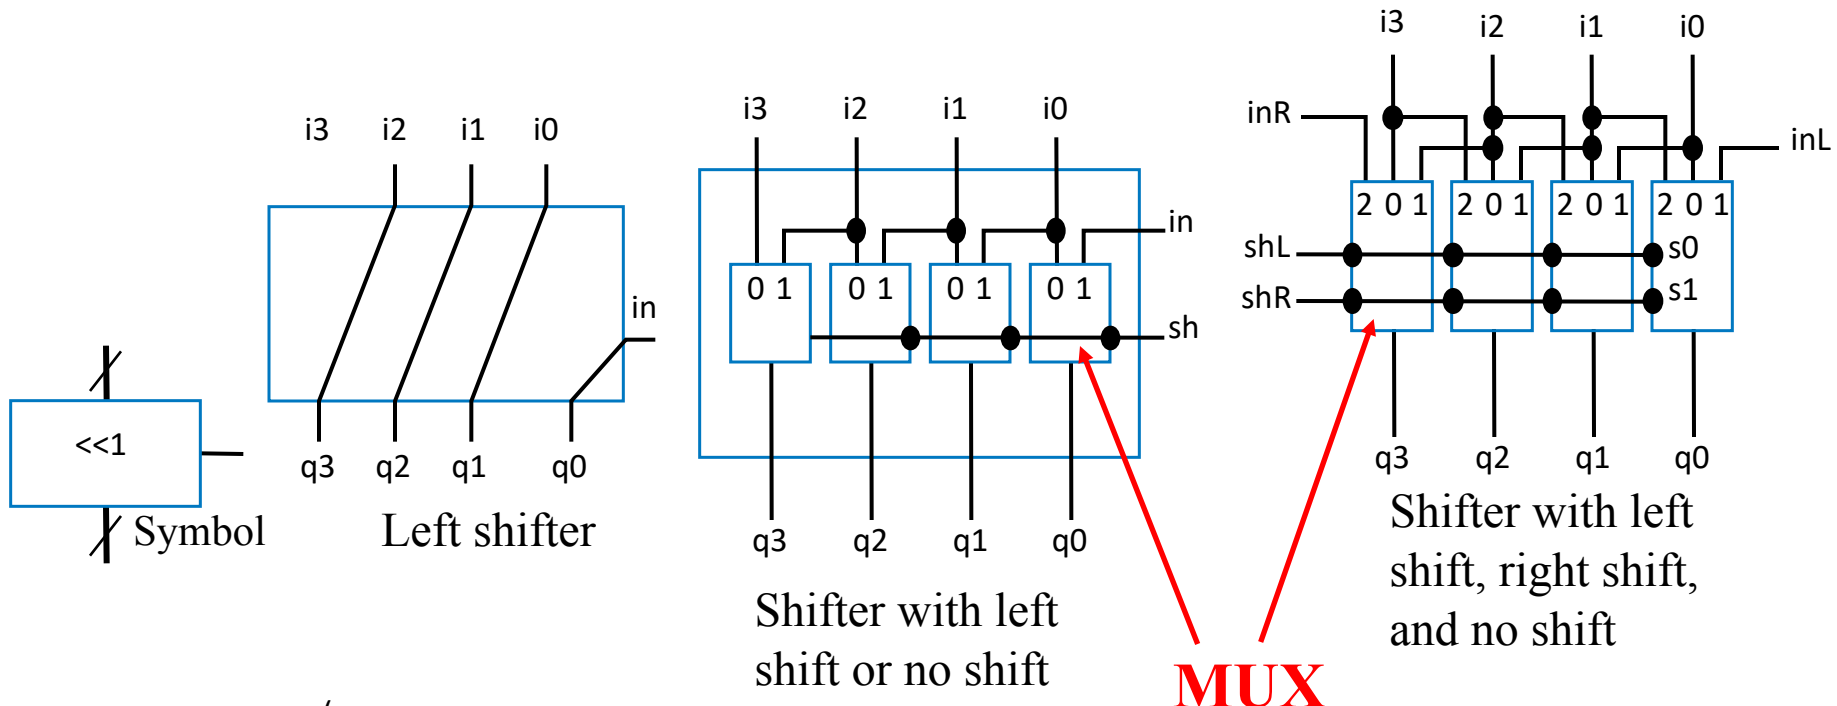 <<1
Symbol
i3 i2 i1 i0
in
q3 q2 q1 q0
Left shifter
i3 i2 i1 i0
in
0 1 0 1 0 1 0 1
sh
q3 q2 q1 q0
Shifter with left
shift or no shift
MUX
i3 i2 i1 i0
inR
inL
2 0 1 2 0 1 2 0 1 2 0 1
shL s0
shR s1
q3 q2 q1 q0
Shifter with left
shift, right shift,
and no shift